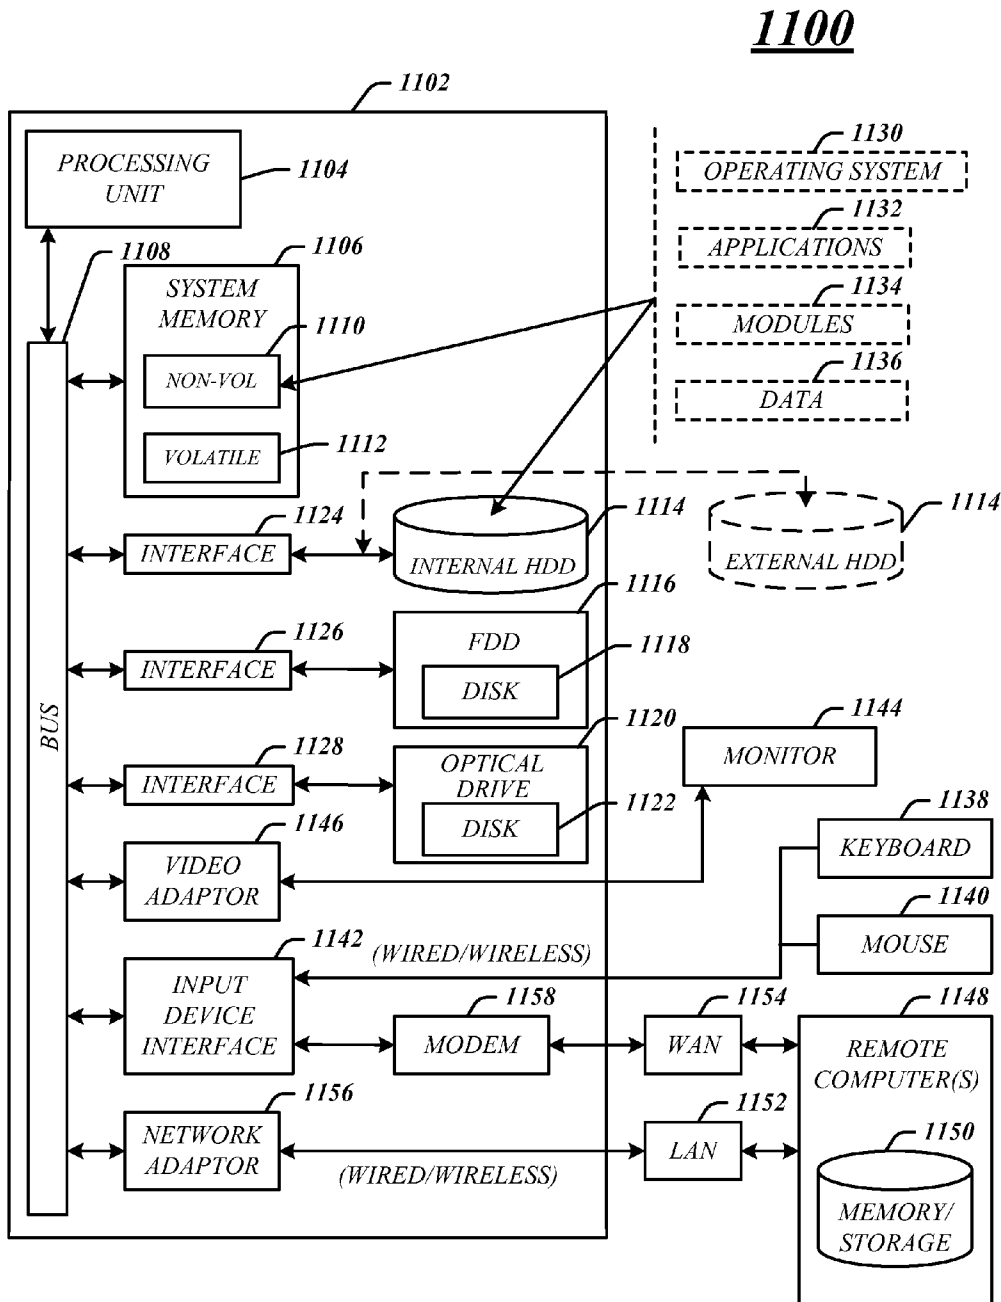 1100
1102
PROCESSING
UNIT
1104
1108
1106
SYSTEM
MEMORY
1110
NON-VOL
1112
VOLATILE
1130
OPERATING SYSTEM
1132
APPLICATIONS
1134
MODULES
1136
DATA
BUS
1124
INTERFACE
1114
INTERNAL HDD
1114
EXTERNAL HDD
1126
INTERFACE
1116
FDD
1118
DISK
1128
INTERFACE
1120
OPTICAL
DRIVE
1122
DISK
1144
MONITOR
1146
VIDEO
ADAPTOR
1138
KEYBOARD
1140
MOUSE
1142
INPUT
DEVICE
INTERFACE
(WIRED/WIRELESS)
1158
MODEM
1154
WAN
1148
REMOTE
COMPUTER(S)
1156
NETWORK
ADAPTOR
(WIRED/WIRELESS)
1152
LAN
1150
MEMORY/
STORAGE